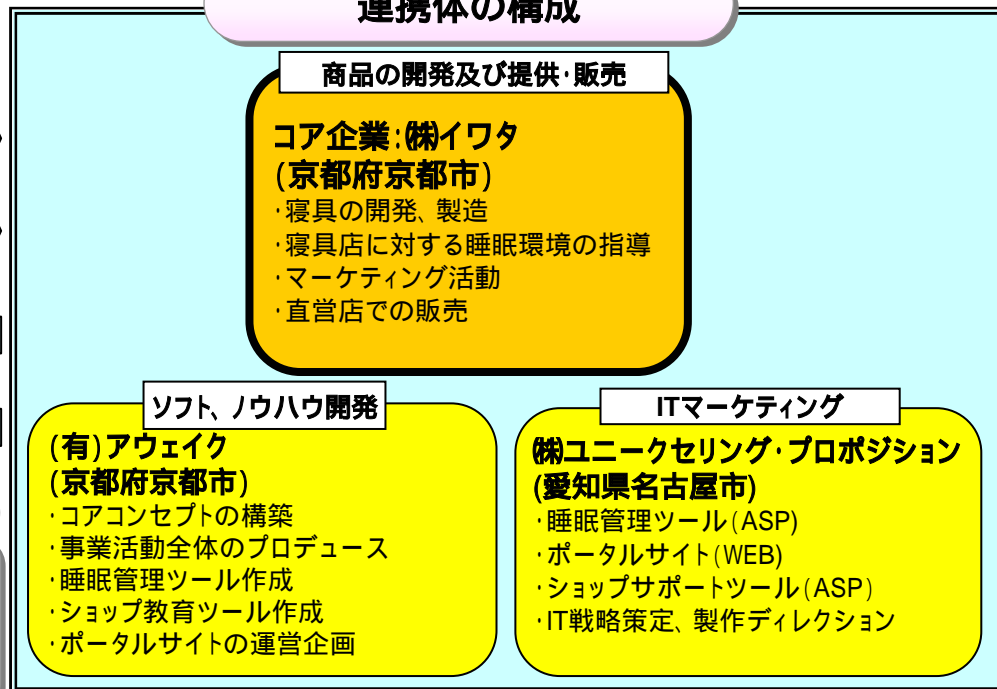 連携体の構成
商品の開発及び提供・販売
コア企業:㈱イワタ
(京都府京都市)
・寝具の開発、製造
・寝具店に対する睡眠環境の指導
・マーケティング活動
・直営店での販売
ソフト、ノウハウ開発
(有)アウェイク
(京都府京都市)
・コアコンセプトの構築
・事業活動全体のプロデュース
・睡眠管理ツール作成
・ショップ教育ツール作成
・ポータルサイトの運営企画
ITマーケティング
㈱ユニークセリング・プロポジション
(愛知県名古屋市)
・睡眠管理ツール(ASP)
・ポータルサイト(WEB)
・ショップサポートツール(ASP)
・IT戦略策定、製作ディレクション